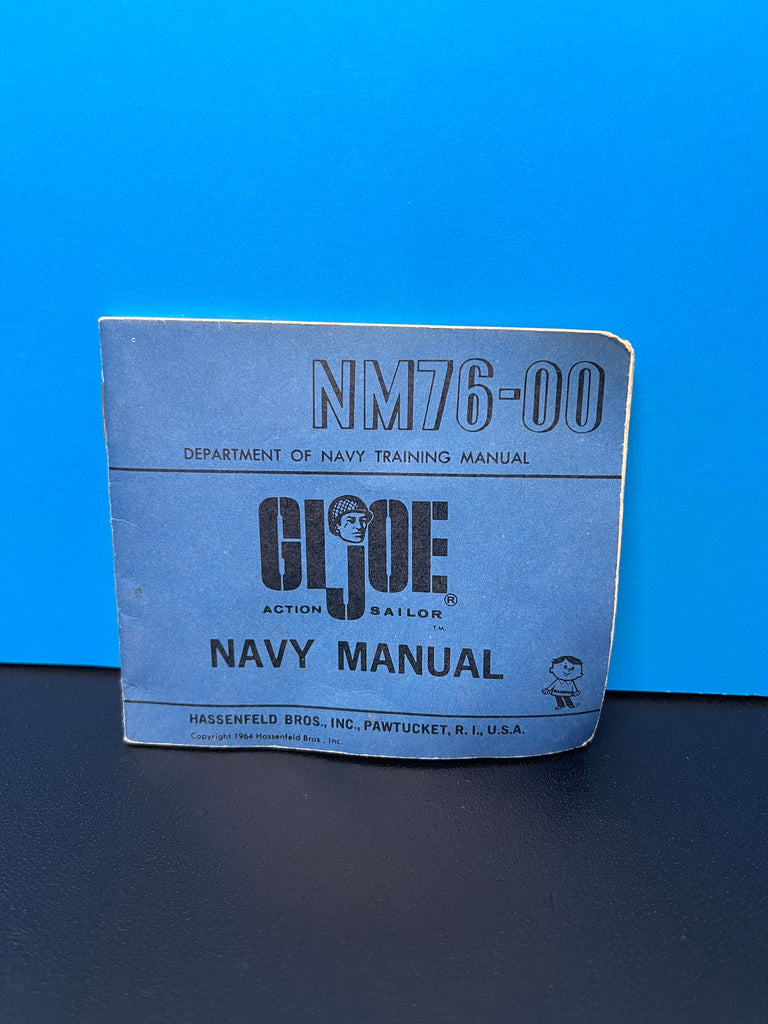 NM76-00
DEPARTMENT OF NAVY TRAINING MANUAL
GI JOE®
ACTION SAILOR TM
NAVY MANUAL
HASSENFELD BROS., INC., PAWTUCKET, R. I., U.S.A.
Copyright 1964 Hassenfeld Bros., Inc.